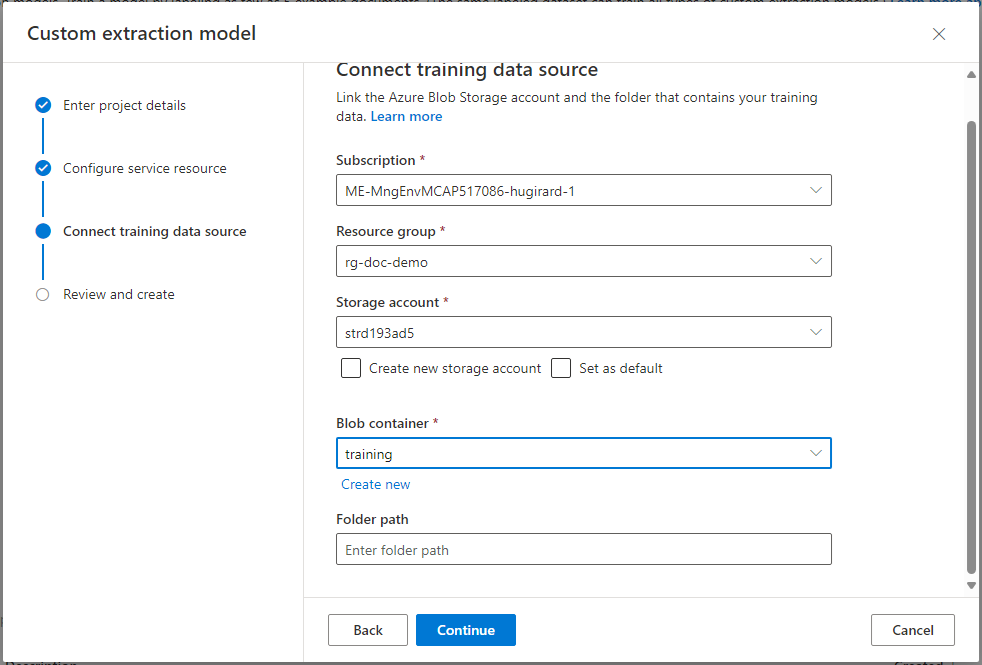 Custom extraction model
Enter project details
Configure service resource
Connect training data source
Review and create
Connect training data source
Link the Azure Blob Storage account and the folder that contains your training
data. Learn more
Subscription *
ME-MngEnvMCAP517086-hugirard-1
Resource group *
rg-doc-demo
Storage account *
strd193ad5
Create new storage account Set as default
Blob container *
training
Create new
Folder path
Enter folder path
Back Continue Cancel